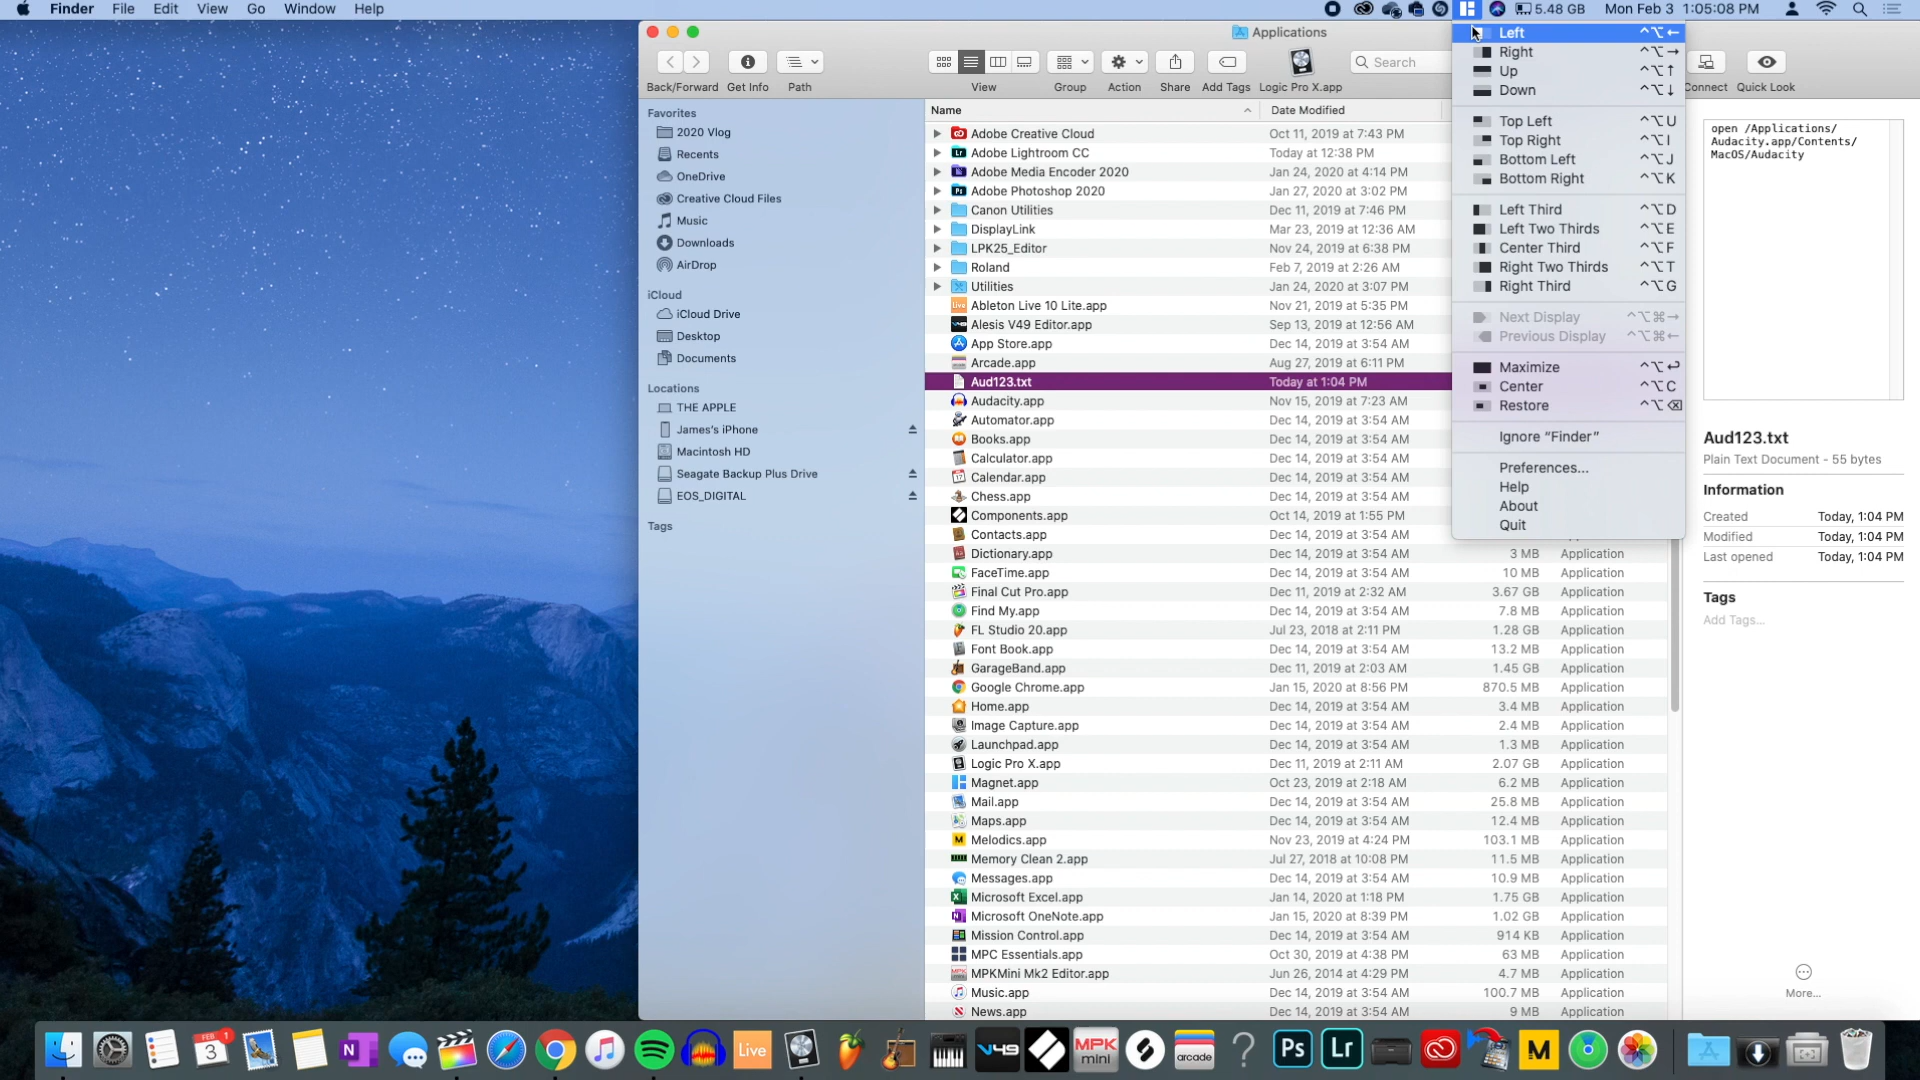 Finder File Edit View Go Window Help
5.48 GB Mon Feb 3 1:05:08 PM
Applications
Search
Back/Forward Get Info Path View Group Action Share Add Tags Logic Pro X.app Connect Quick Look
Favorites
2020 Vlog
Recents
OneDrive
Creative Cloud Files
Music
Downloads
AirDrop
iCloud
iCloud Drive
Desktop
Documents
Locations
THE APPLE
James's iPhone
Macintosh HD
Seagate Backup Plus Drive
EOS_DIGITAL
Tags
Name Date Modified
Adobe Creative Cloud Oct 11, 2019 at 7:43 PM
Adobe Lightroom CC Today at 12:38 PM
Adobe Media Encoder 2020 Jan 24, 2020 at 4:14 PM
Adobe Photoshop 2020 Jan 27, 2020 at 3:02 PM
Canon Utilities Dec 11, 2019 at 7:46 PM
DisplayLink Mar 23, 2019 at 12:36 AM
LPK25_Editor Nov 24, 2019 at 6:38 PM
Roland Feb 7, 2019 at 2:26 AM
Utilities Jan 24, 2020 at 3:07 PM
Ableton Live 10 Lite.app Nov 21, 2019 at 5:35 PM
Alesis V49 Editor.app Sep 13, 2019 at 12:56 AM
App Store.app Dec 14, 2019 at 3:54 AM
Arcade.app Aug 27, 2019 at 6:11 PM
Aud123.txt Today at 1:04 PM
Audacity.app Nov 15, 2019 at 7:23 AM
Automator.app Dec 14, 2019 at 3:54 AM
Books.app Dec 14, 2019 at 3:54 AM
Calculator.app Dec 14, 2019 at 3:54 AM
Calendar.app Dec 14, 2019 at 3:54 AM
Chess.app Dec 14, 2019 at 3:54 AM
Components.app Oct 14, 2019 at 1:55 PM
Contacts.app Dec 14, 2019 at 3:54 AM
Dictionary.app Dec 14, 2019 at 3:54 AM 3 MB Application
FaceTime.app Dec 14, 2019 at 3:54 AM 10 MB Application
Final Cut Pro.app Dec 11, 2019 at 2:32 AM 3.67 GB Application
Find My.app Dec 14, 2019 at 3:54 AM 7.8 MB Application
FL Studio 20.app Jul 23, 2018 at 2:11 PM 1.28 GB Application
Font Book.app Dec 14, 2019 at 3:54 AM 13.2 MB Application
GarageBand.app Dec 11, 2019 at 2:03 AM 1.45 GB Application
Google Chrome.app Jan 15, 2020 at 8:56 PM 870.5 MB Application
Home.app Dec 14, 2019 at 3:54 AM 3.4 MB Application
Image Capture.app Dec 14, 2019 at 3:54 AM 2.4 MB Application
Launchpad.app Dec 14, 2019 at 3:54 AM 1.3 MB Application
Logic Pro X.app Dec 11, 2019 at 2:11 AM 2.07 GB Application
Magnet.app Oct 23, 2019 at 2:18 AM 6.2 MB Application
Mail.app Dec 14, 2019 at 3:54 AM 25.8 MB Application
Maps.app Dec 14, 2019 at 3:54 AM 12.4 MB Application
Melodics.app Nov 23, 2019 at 4:24 PM 103.1 MB Application
Memory Clean 2.app Jul 27, 2018 at 10:08 PM 11.5 MB Application
Messages.app Dec 14, 2019 at 3:54 AM 10.9 MB Application
Microsoft Excel.app Jan 14, 2020 at 1:18 PM 1.75 GB Application
Microsoft OneNote.app Jan 15, 2020 at 8:39 PM 1.02 GB Application
Mission Control.app Dec 14, 2019 at 3:54 AM 914 KB Application
MPC Essentials.app Oct 30, 2019 at 4:38 PM 63 MB Application
MPKMini Mk2 Editor.app Jun 26, 2014 at 4:29 PM 4.7 MB Application
Music.app Dec 14, 2019 at 3:54 AM 100.7 MB Application
News.app Dec 14, 2019 at 3:54 AM 9 MB Application
Left ^⌥←
Right ^⌥→
Up ^⌥↑
Down ^⌥↓
Top Left ^⌥U
Top Right ^⌥I
Bottom Left ^⌥J
Bottom Right ^⌥K
Left Third ^⌥D
Left Two Thirds ^⌥E
Center Third ^⌥F
Right Two Thirds ^⌥T
Right Third ^⌥G
Next Display ^⌥⌘→
Previous Display ^⌥⌘←
Maximize ^⌥↩
Center ^⌥C
Restore ^⌥⌫
Ignore “Finder”
Preferences...
Help
About
Quit
open /Applications/
Audacity.app/Contents/
MacOS/Audacity
Aud123.txt
Plain Text Document - 55 bytes
Information
Created Today, 1:04 PM
Modified Today, 1:04 PM
Last opened Today, 1:04 PM
Tags
Add Tags...
More...
FEB 3 1 N Live V49 MPK mini arcade ? Ps Lr M